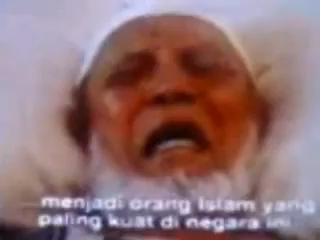 ...menjadi orang Islam yang
paling kuat di negara ini.